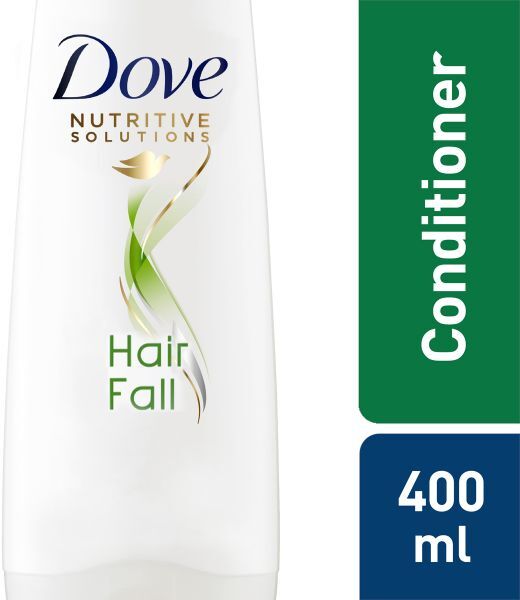 Dove
NUTRITIVE
SOLUTIONS
Hair
Fall
Conditioner
400
ml